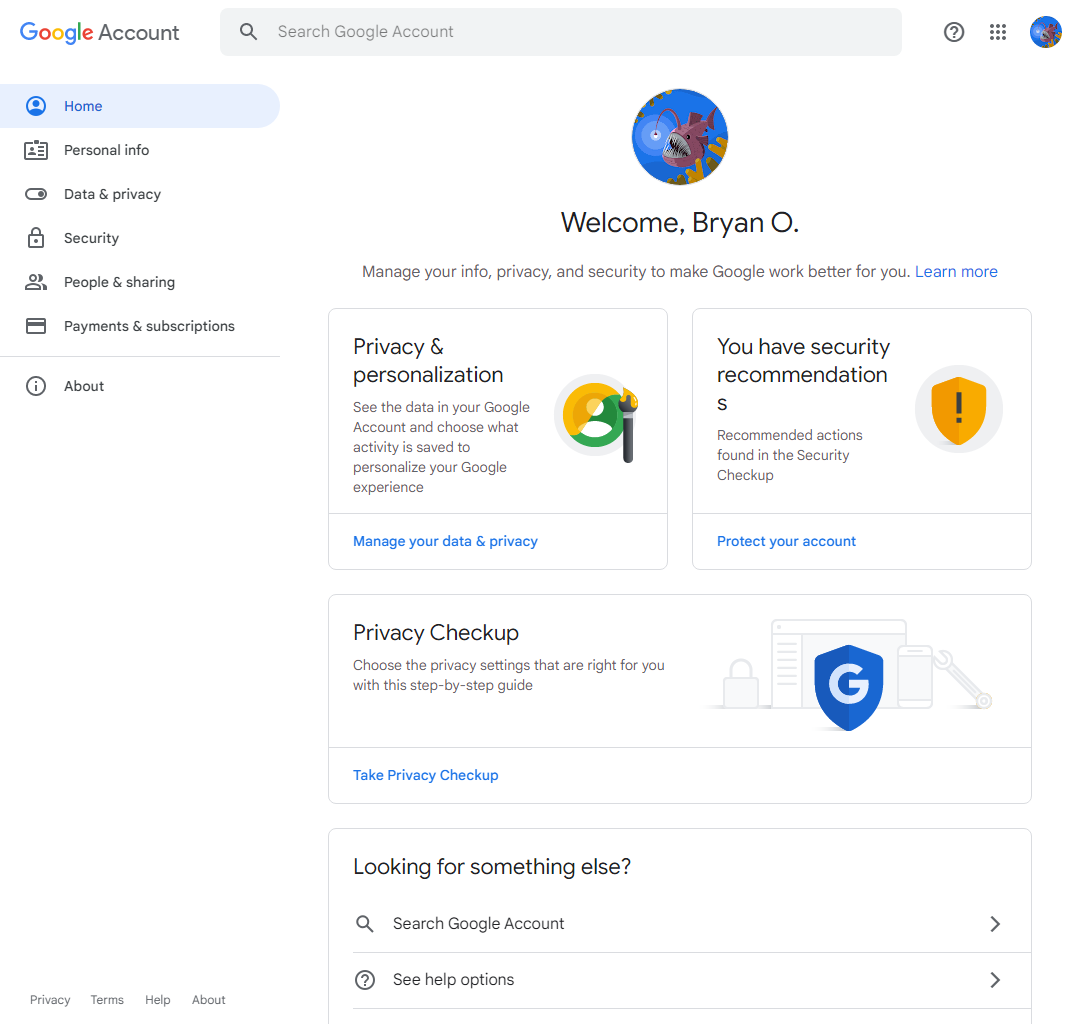 Google Account
Search Google Account
Home
Personal info
Data & privacy
Security
People & sharing
Payments & subscriptions
About
Welcome, Bryan O.
Manage your info, privacy, and security to make Google work better for you. Learn more
Privacy &
personalization
See the data in your Google
Account and choose what
activity is saved to
personalize your Google
experience
Manage your data & privacy
You have security
recommendation
s
Recommended actions
found in the Security
Checkup
Protect your account
Privacy Checkup
Choose the privacy settings that are right for you
with this step-by-step guide
G
Take Privacy Checkup
Looking for something else?
Search Google Account
See help options
Privacy Terms Help About